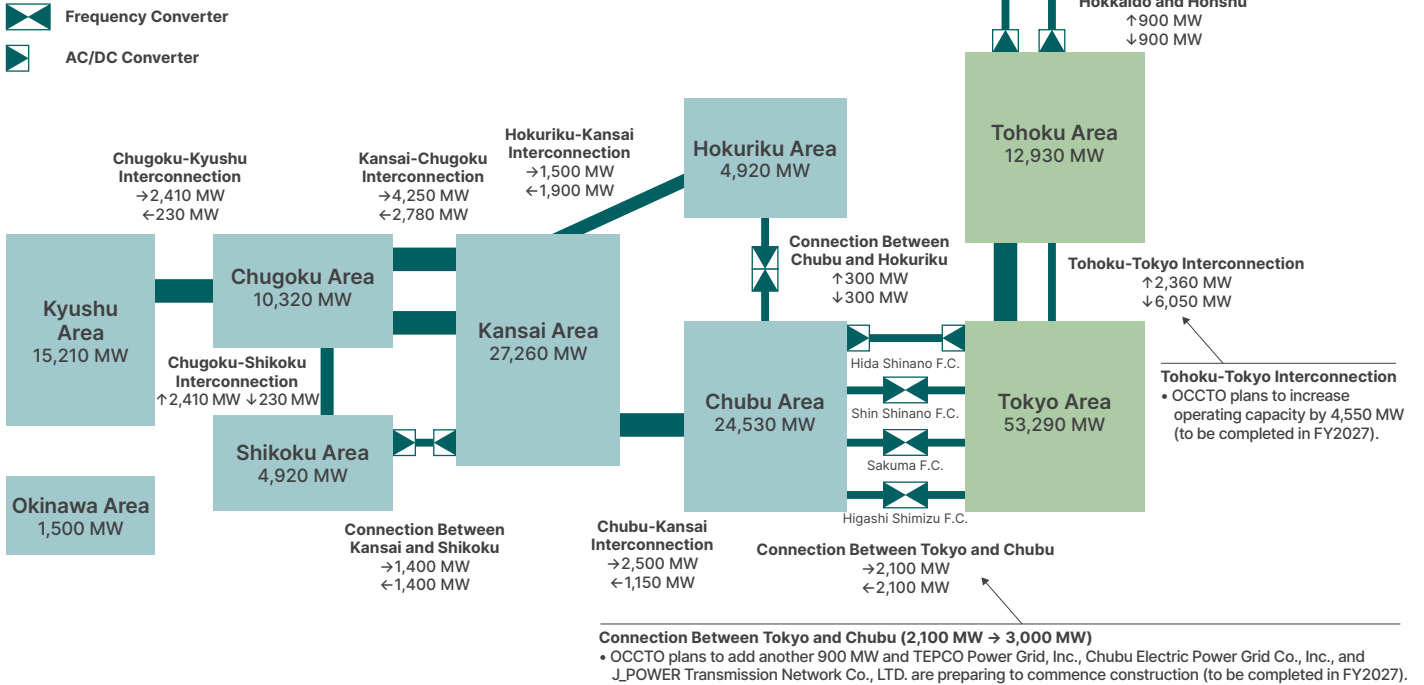 Frequency Converter
AC/DC Converter
Hokkaido and Honshu
↑900 MW
↓900 MW
Tohoku Area
12,930 MW
Hokuriku Area
4,920 MW
Hokuriku-Kansai
Interconnection
→1,500 MW
←1,900 MW
Chugoku-Kyushu
Interconnection
→2,410 MW
←230 MW
Kansai-Chugoku
Interconnection
→4,250 MW
←2,780 MW
Connection Between
Chubu and Hokuriku
↑300 MW
↓300 MW
Tohoku-Tokyo Interconnection
↑2,360 MW
↓6,050 MW
Kyushu
Area
15,210 MW
Chugoku Area
10,320 MW
Kansai Area
27,260 MW
Chugoku-Shikoku
Interconnection
↑2,410 MW ↓230 MW
Hida Shinano F.C.
Shin Shinano F.C.
Sakuma F.C.
Higashi Shimizu F.C.
Chubu Area
24,530 MW
Tokyo Area
53,290 MW
Tohoku-Tokyo Interconnection
• OCCTO plans to increase
operating capacity by 4,550 MW
(to be completed in FY2027).
Shikoku Area
4,920 MW
Okinawa Area
1,500 MW
Connection Between
Kansai and Shikoku
→1,400 MW
←1,400 MW
Chubu-Kansai
Interconnection
→2,500 MW
←1,150 MW
Connection Between Tokyo and Chubu
→2,100 MW
←2,100 MW
Connection Between Tokyo and Chubu (2,100 MW → 3,000 MW)
• OCCTO plans to add another 900 MW and TEPCO Power Grid, Inc., Chubu Electric Power Grid Co., Inc., and
J_POWER Transmission Network Co., LTD. are preparing to commence construction (to be completed in FY2027).